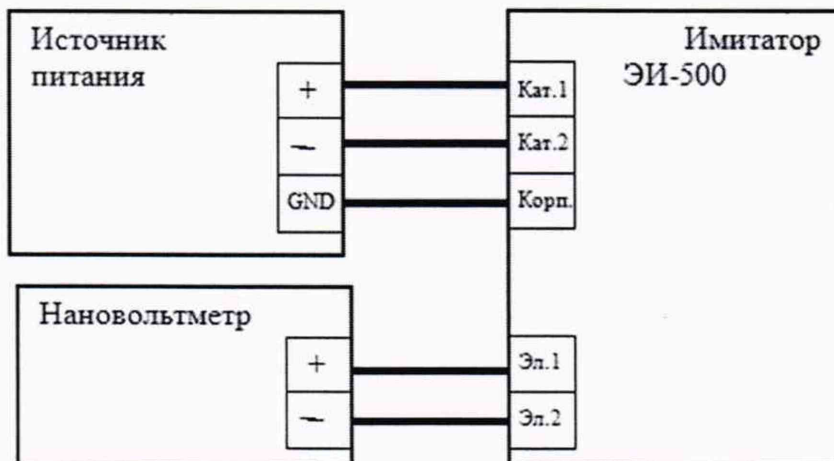 Источник
питания
+
−
GND
Имитатор
ЭИ-500
Кат.1
Кат.2
Корп.
Нановольтметр
+
−
Эл.1
Эл.2